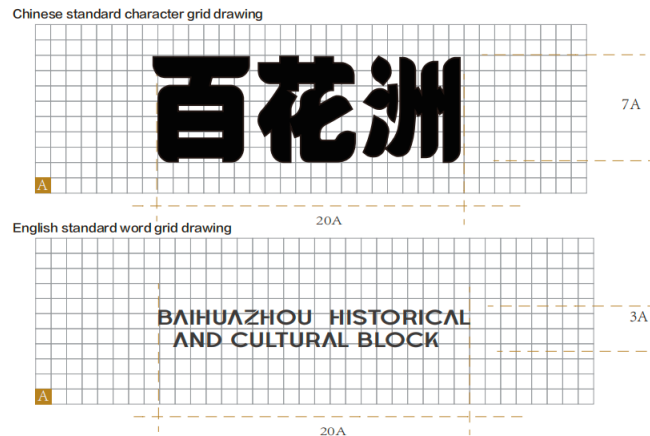 Chinese standard character grid drawing
百花洲
7A
A
20A
English standard word grid drawing
BAIHUAZHOU HISTORICAL
AND CULTURAL BLOCK
3A
A
20A